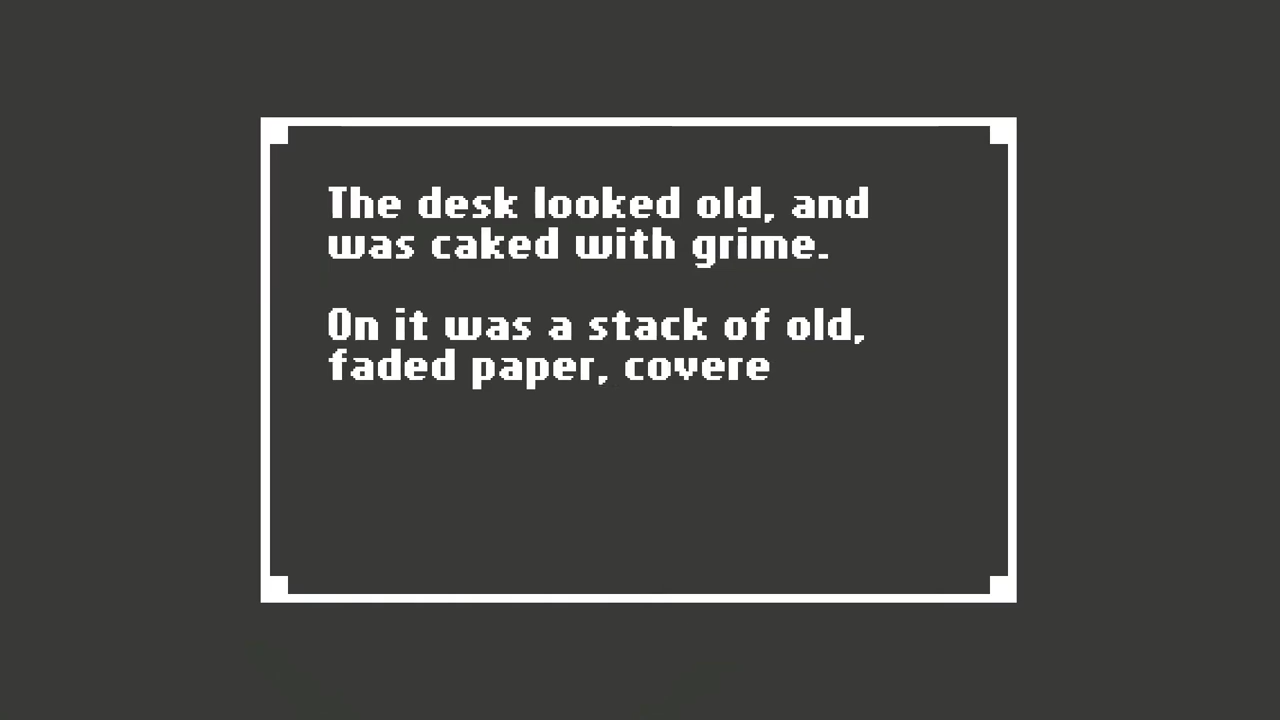 The desk looked old, and
was caked with grime.
On it was a stack of old,
faded paper, covere